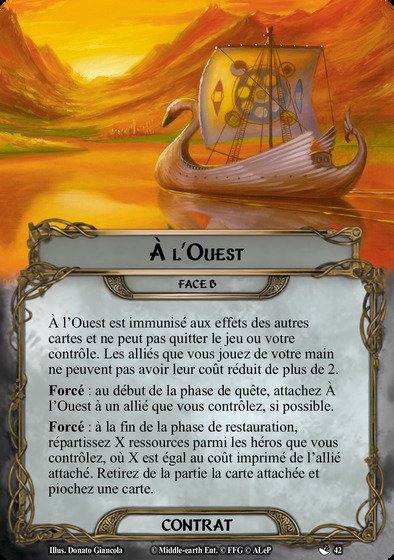 À l'Ouest
FACE B
À l'Ouest est immunisé aux effets des autres
cartes et ne peut pas quitter le jeu ou votre
contrôle. Les alliés que vous jouez de votre main
ne peuvent pas avoir leur coût réduit de plus de 2.
Forcé : au début de la phase de quête, attachez À
l'Ouest à un allié que vous contrôlez, si possible.
Forcé : à la fin de la phase de restauration,
répartissez X ressources parmi les héros que vous
contrôlez, où X est égal au coût imprimé de l'allié
attaché. Retirez de la partie la carte attachée et
piochez une carte.
CONTRAT
Illus. Donato Giancola © Middle-earth Ent. © FFG © ALeP 42